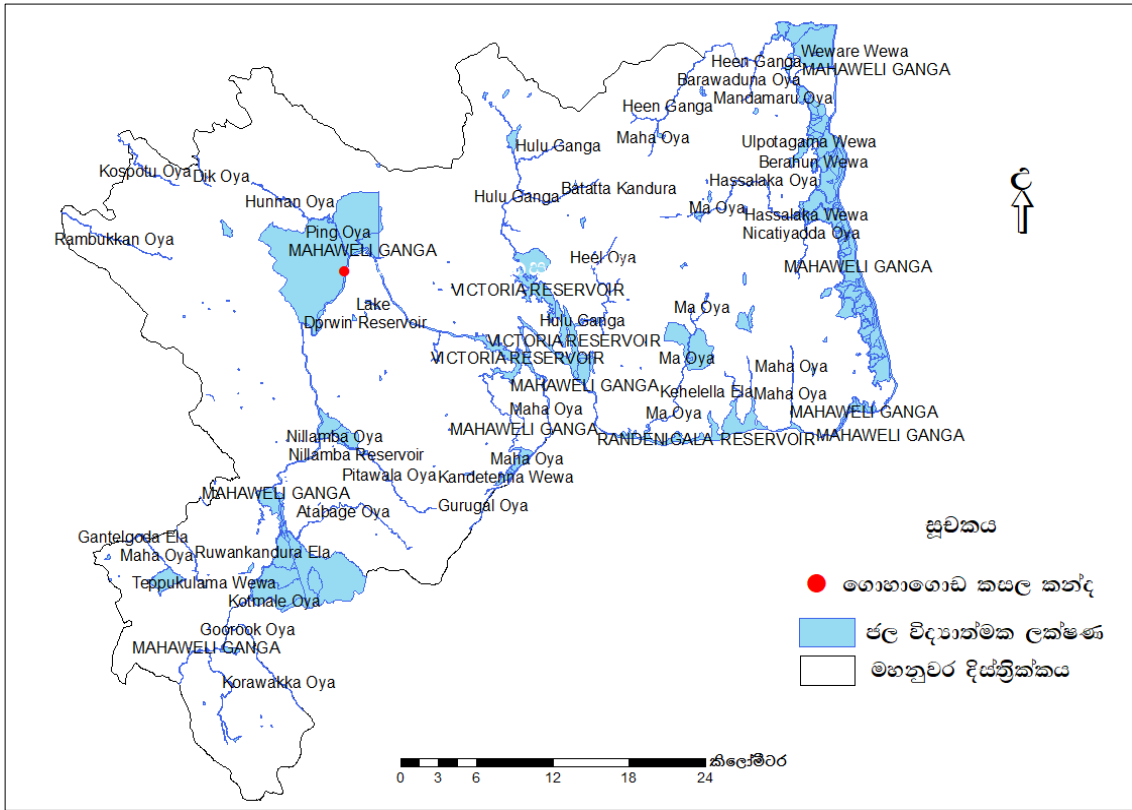 Weware Wewa
Heen Ganga
MAHAWELI GANGA
Barawaduna Oya
Mandamaru Oya
Heen Ganga
Maha Oya
Ulpotagama Wewa
Hulu Ganga
Berahun Wewa
Kospotu Oya
Dik Oya
Hassalaka Oya
Batatta Kandura
Hulu Ganga
Hunnan Oya
Ma Oya
Hassalaka Wewa
Ping Oya
Nicatiyadda Oya
Rambukkan Oya
MAHAWELI GANGA
Heel Oya
MAHAWELI GANGA
VICTORIA RESERVOIR
Lake
Ma Oya
Dprwin Reservoir
Hulu Ganga
VICTORIA RESERVOIR
VICTORIA RESERVOIR
Ma Oya
Maha Oya
MAHAWELI GANGA
Kehelella Ela
Maha Oya
Maha Oya
Ma Oya
MAHAWELI GANGA
MAHAWELI GANGA
Nillamba Oya
RANDENIGALA RESERVOIR
MAHAWELI GANGA
Nillamba Reservoir
Maha Oya
Pitawala Oya
Kandetenna Wewa
MAHAWELI GANGA
Gurugal Oya
Atapage Oya
Gantelgoda Ela
Maha Oya
Ruwankandura Ela
Teppukulama Wewa
Kotmale Oya
Goorook Oya
MAHAWELI GANGA
Korawakka Oya
උ
සූචකය
ගොහාගොඩ කසල කන්ද
ජල විද්‍යාත්මක ලක්ෂණ
මහනුවර දිස්ත්‍රික්කය
කිලෝමීටර
0 3 6 12 18 24